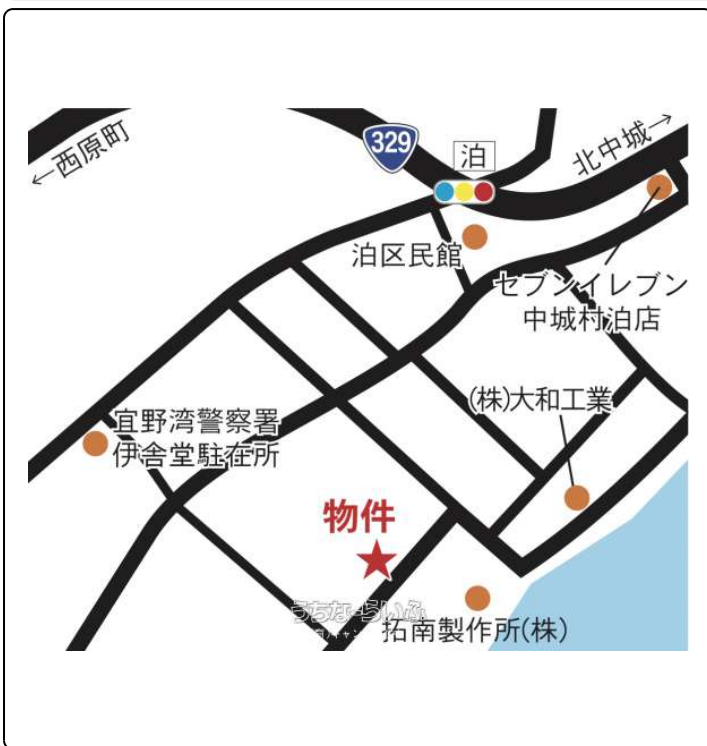 329
泊
←西原町
北中城→
泊区民館
セブンイレブン
中城村泊店
(株)大和工業
宜野湾警察署
伊舎堂駐在所
物件
うちなーらいふ
拓南製作所(株)